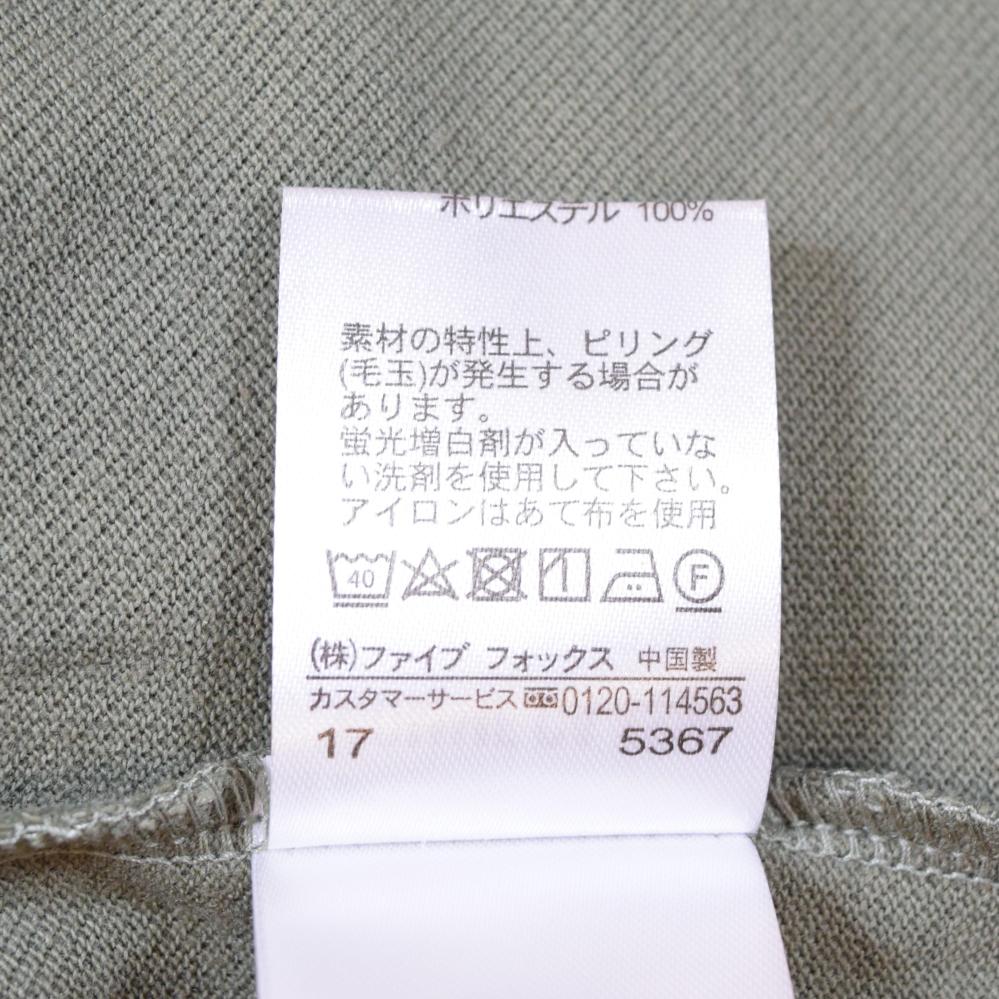 ポリエステル 100%
素材の特性上、ピリング
(毛玉)が発生する場合が
あります。
蛍光増白剤が入っていな
い洗剤を使用して下さい。
アイロンはあて布を使用
40 F
(株)ファイブ フォックス 中国製
カスタマーサービス 0120-114563
17 5367